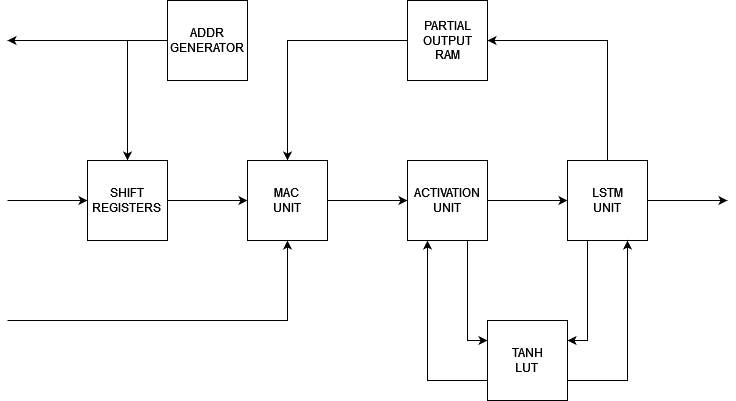 ADDR
GENERATOR
PARTIAL
OUTPUT
RAM
SHIFT
REGISTERS
MAC
UNIT
ACTIVATION
UNIT
LSTM
UNIT
TANH
LUT